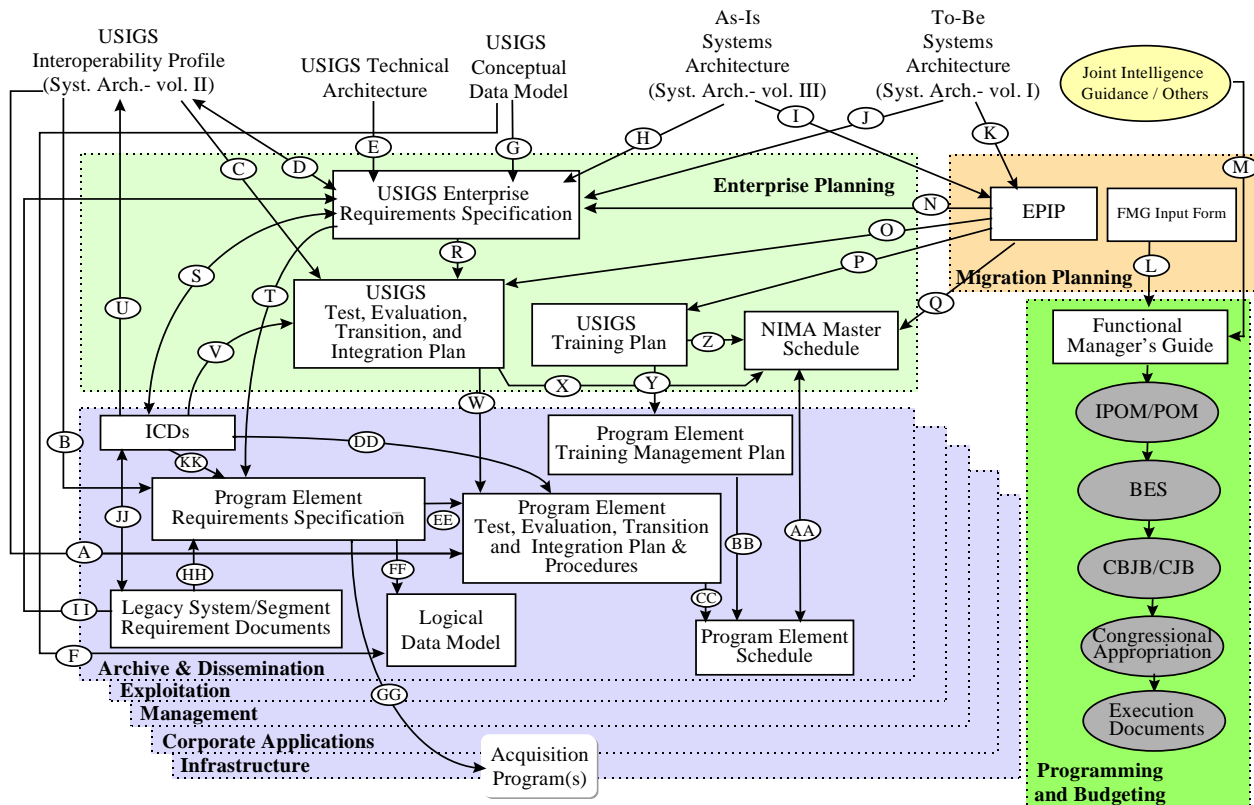 USIGS
Interoperability Profile
(Syst. Arch.- vol. II)
USIGS Technical
Architecture
USIGS
Conceptual
Data Model
As-Is
Systems
Architecture
(Syst. Arch.- vol. III)
To-Be
Systems
Architecture
(Syst. Arch.- vol. I)
Joint Intelligence
Guidance / Others
C
D
E
G
H
I
J
K
M
USIGS Enterprise
Requirements Specification
Enterprise Planning
N
EPIP
FMG Input Form
S
T
R
O
P
L
Migration Planning
U
V
USIGS
Test, Evaluation,
Transition, and
Integration Plan
USIGS
Training Plan
Z
NIMA Master
Schedule
Q
Functional
Manager's Guide
X
Y
W
B
ICDs
DD
KK
Program Element
Training Management Plan
IPOM/POM
JJ
Program Element
Requirements Specification
EE
Program Element
Test, Evaluation, Transition
and Integration Plan &
Procedures
BB
AA
BES
A
HH
FF
CC
CBJB/CJB
I I
Legacy System/Segment
Requirement Documents
Logical
Data Model
Program Element
Schedule
Congressional
Appropriation
F
Archive & Dissemination
Exploitation
GG
Management
Execution
Documents
Corporate Applications
Infrastructure
Acquisition
Program(s)
Programming
and Budgeting